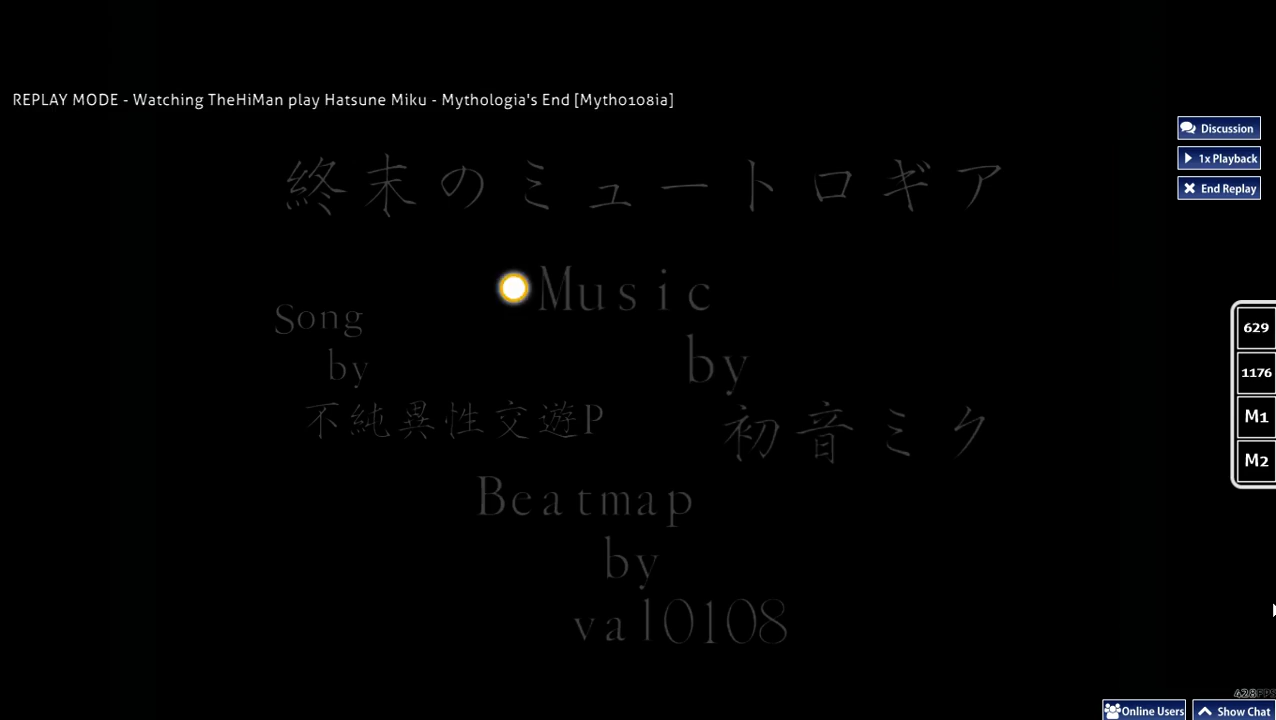 REPLAY MODE - Watching TheHiMan play Hatsune Miku - Mythologia's End [Myth0108ia]
Discussion
1x Playback
End Replay
終末のミュートロギア
Music
by
初音ミク
Song
by
不純異性交遊P
Beatmap
by
val0108
629
1176
M1
M2
428FPS
Online Users
Show Chat